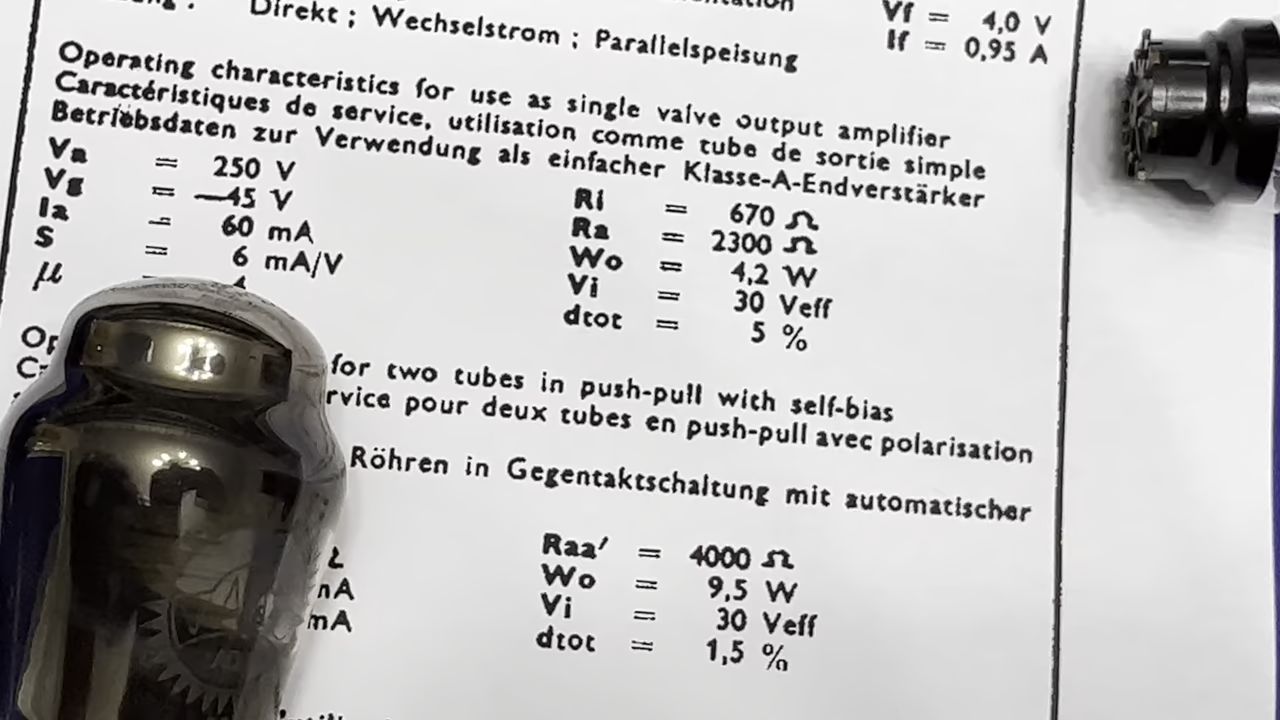 Vf = 4,0 V
Direkt ; Wechselstrom ; Parallelspeisung
If = 0,95 A
Operating characteristics for use as single valve output amplifier
Caractéristiques de service, utilisation comme tube de sortie simple
Betriebsdaten zur Verwendung als einfacher Klasse-A-Endverstärker
Va = 250 V
Vg = —45 V
Ia = 60 mA
S = 6 mA/V
μ =
Ri = 670 Ω
Ra = 2300 Ω
Wo = 4,2 W
Vi = 30 Veff
dtot = 5 %
for two tubes in push-pull with self-bias
pour deux tubes en push-pull avec polarisation
Röhren in Gegentaktschaltung mit automatischer
mA
Raa′ = 4000 Ω
Wo = 9,5 W
Vi = 30 Veff
dtot = 1,5 %